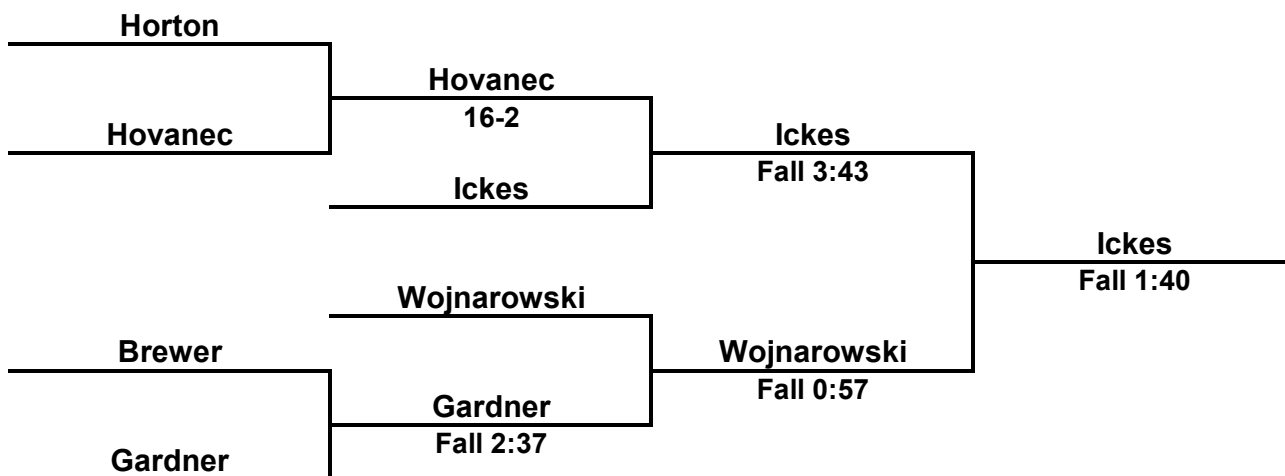 Horton
Hovanec
16-2
Hovanec
Ickes
Fall 3:43
Ickes
Ickes
Fall 1:40
Wojnarowski
Brewer
Wojnarowski
Fall 0:57
Gardner
Fall 2:37
Gardner